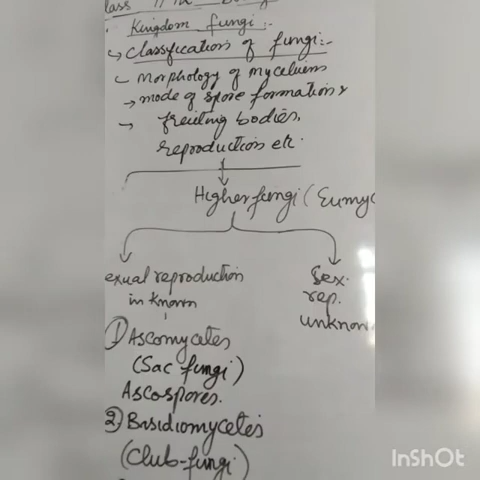 Kingdom fungi :-
Classification of fungi:-
Morphology of mycelium
mode of spore formation &
fruiting bodies,
reproduction etc.
Higher fungi (Eumyc
exual reproduction
in known
Sex.
rep.
unknown
1) Ascomycetes
(Sac fungi)
Ascospores.
2) Basidiomycetes
(Club-fungi)
InShOt